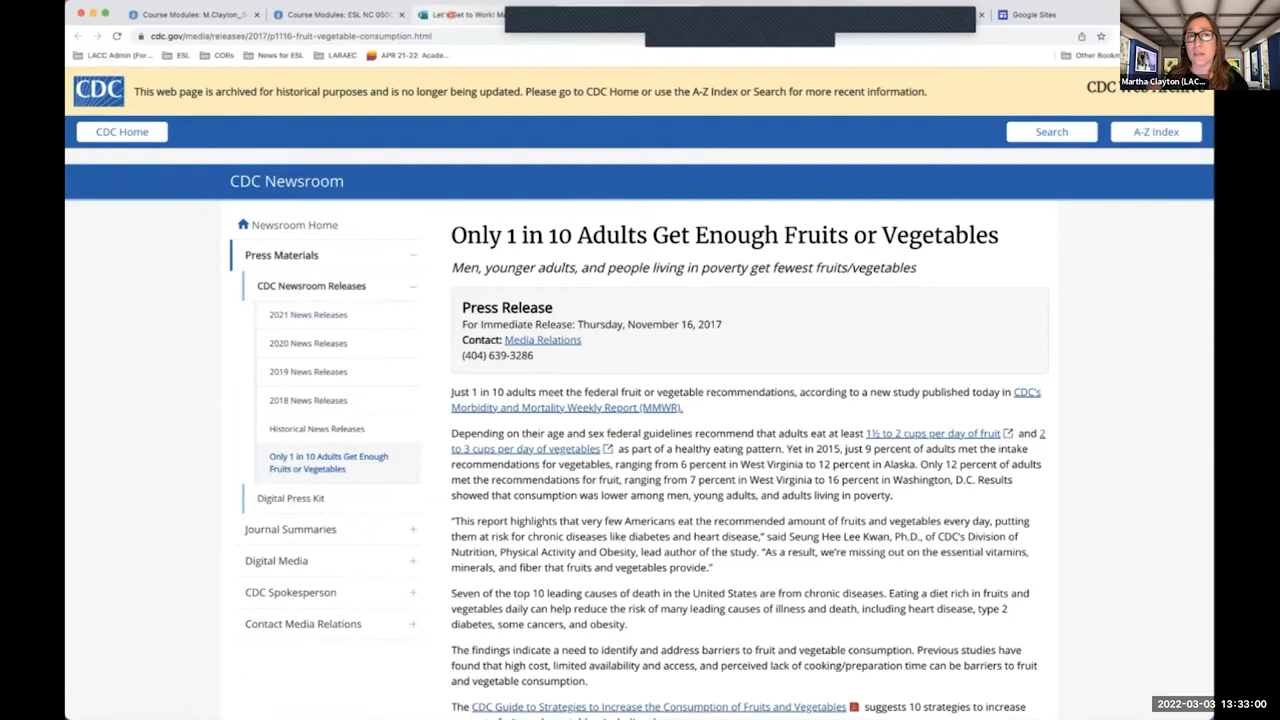 Course Modules: M.Clayton_S
Course Modules: ESL NC 050
Let's Get to Work! M
Google Sites
cdc.gov/media/releases/2017/p1116-fruit-vegetable-consumption.html
LACC Admin (For...
ESL
CORs
News for ESL
LARAEC
APR 21-22: Acade...
Other Bookm
Martha Clayton (LAC...
CDC
This web page is archived for historical purposes and is no longer being updated. Please go to CDC Home or use the A-Z Index or Search for more recent information.
CDC Web Archive
CDC Home
Search
A-Z Index
CDC Newsroom
Newsroom Home
Press Materials
CDC Newsroom Releases
2021 News Releases
2020 News Releases
2019 News Releases
2018 News Releases
Historical News Releases
Only 1 in 10 Adults Get Enough
Fruits or Vegetables
Digital Press Kit
Journal Summaries
Digital Media
CDC Spokesperson
Contact Media Relations
Only 1 in 10 Adults Get Enough Fruits or Vegetables
Men, younger adults, and people living in poverty get fewest fruits/vegetables
Press Release
For Immediate Release: Thursday, November 16, 2017
Contact: Media Relations
(404) 639-3286
Just 1 in 10 adults meet the federal fruit or vegetable recommendations, according to a new study published today in CDC's
Morbidity and Mortality Weekly Report (MMWR).
Depending on their age and sex federal guidelines recommend that adults eat at least 1½ to 2 cups per day of fruit and 2
to 3 cups per day of vegetables as part of a healthy eating pattern. Yet in 2015, just 9 percent of adults met the intake
recommendations for vegetables, ranging from 6 percent in West Virginia to 12 percent in Alaska. Only 12 percent of adults
met the recommendations for fruit, ranging from 7 percent in West Virginia to 16 percent in Washington, D.C. Results
showed that consumption was lower among men, young adults, and adults living in poverty.
"This report highlights that very few Americans eat the recommended amount of fruits and vegetables every day, putting
them at risk for chronic diseases like diabetes and heart disease," said Seung Hee Lee Kwan, Ph.D., of CDC's Division of
Nutrition, Physical Activity and Obesity, lead author of the study. "As a result, we're missing out on the essential vitamins,
minerals, and fiber that fruits and vegetables provide."
Seven of the top 10 leading causes of death in the United States are from chronic diseases. Eating a diet rich in fruits and
vegetables daily can help reduce the risk of many leading causes of illness and death, including heart disease, type 2
diabetes, some cancers, and obesity.
The findings indicate a need to identify and address barriers to fruit and vegetable consumption. Previous studies have
found that high cost, limited availability and access, and perceived lack of cooking/preparation time can be barriers to fruit
and vegetable consumption.
The CDC Guide to Strategies to Increase the Consumption of Fruits and Vegetables suggests 10 strategies to increase
2022-03-03 13:33:00